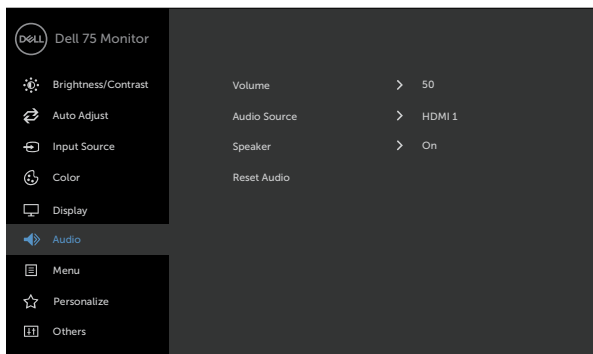 DELL Dell 75 Monitor
Brightness/Contrast
Auto Adjust
Input Source
Color
Display
Audio
Menu
Personalize
Others
Volume 50
Audio Source HDMI 1
Speaker On
Reset Audio